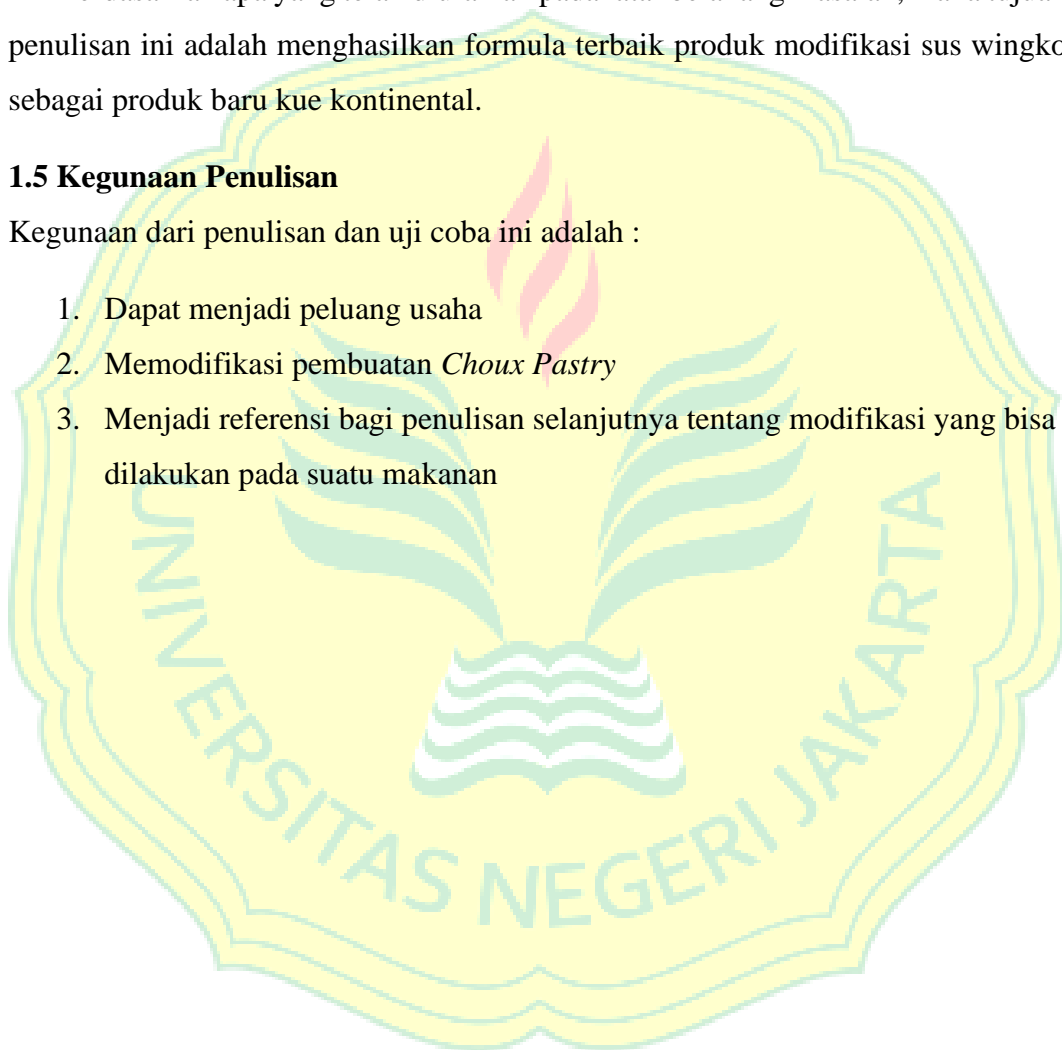 penulisan ini adalah menghasilkan formula terbaik produk modifikasi sus wingko
sebagai produk baru kue kontinental.
1.5 Kegunaan Penulisan
Kegunaan dari penulisan dan uji coba ini adalah :
1. Dapat menjadi peluang usaha
2. Memodifikasi pembuatan Choux Pastry
3. Menjadi referensi bagi penulisan selanjutnya tentang modifikasi yang bisa
dilakukan pada suatu makanan
UNIVERSITAS NEGERI JAKARTA